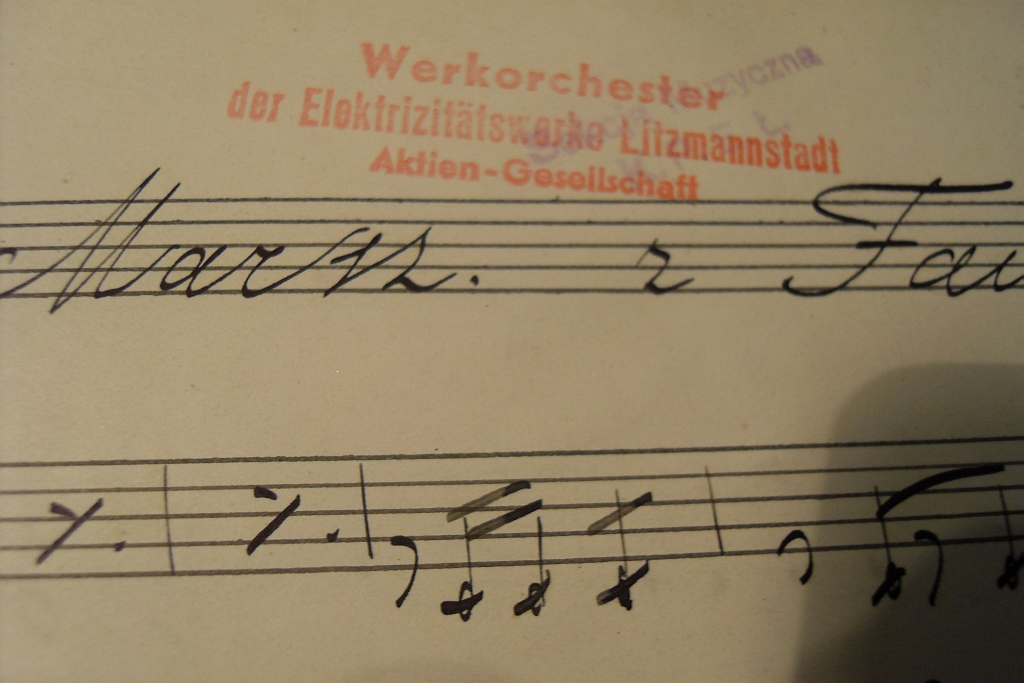 Werkorchester
der Elektrizitätswerke Litzmannstadt
Aktien-Gesellschaft
Marsz. z Fau